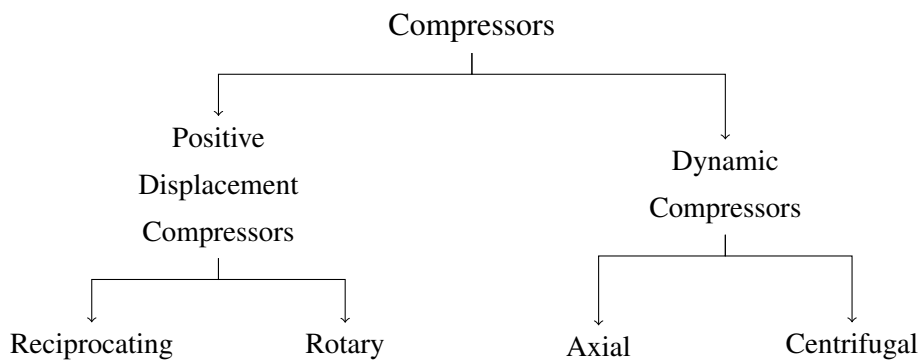 Compressors
Positive
Displacement
Compressors
Dynamic
Compressors
Reciprocating
Rotary
Axial
Centrifugal